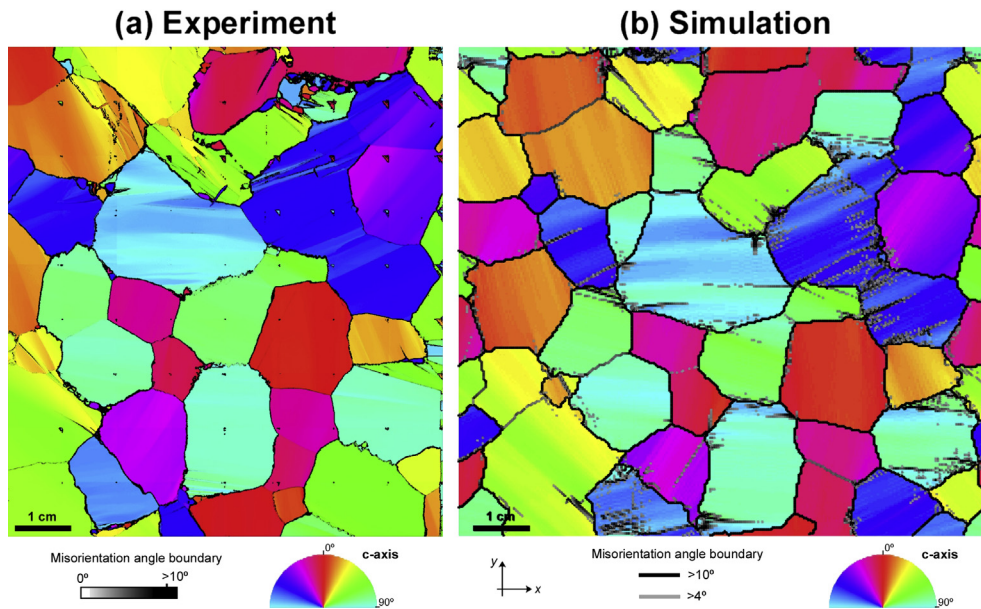 (a) Experiment
(b) Simulation
1 cm
1 cm
Misorientation angle boundary
0º
>10º
0º
c-axis
90º
y
x
Misorientation angle boundary
>10º
>4º
0º
c-axis
90º